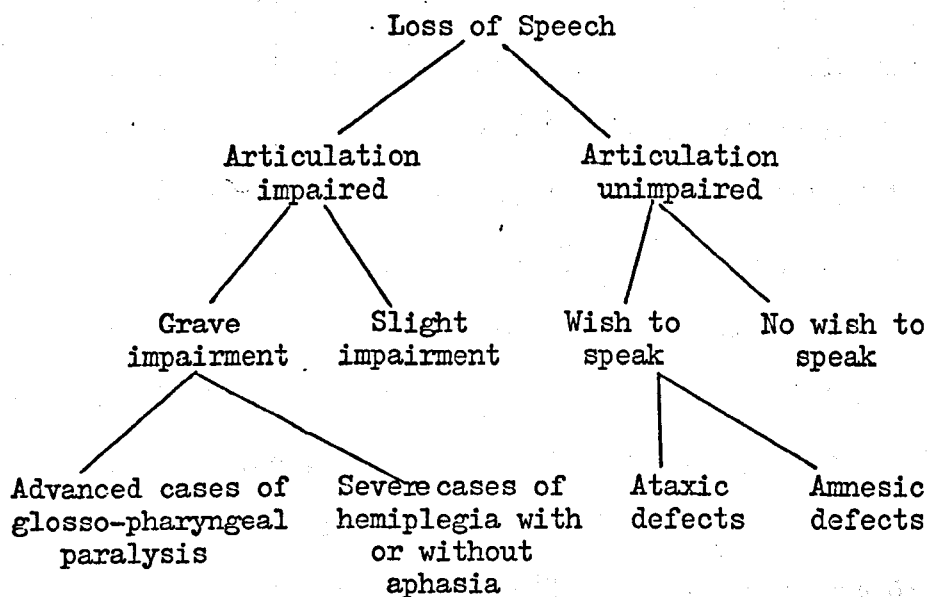 Loss of Speech
Articulation
impaired
Articulation
unimpaired
Grave
impairment
Slight
impairment
Wish to
speak
No wish to
speak
Advanced cases of
glosso-pharyngeal
paralysis
Severe cases of
hemiplegia with
or without
aphasia
Ataxic
defects
Amnesic
defects